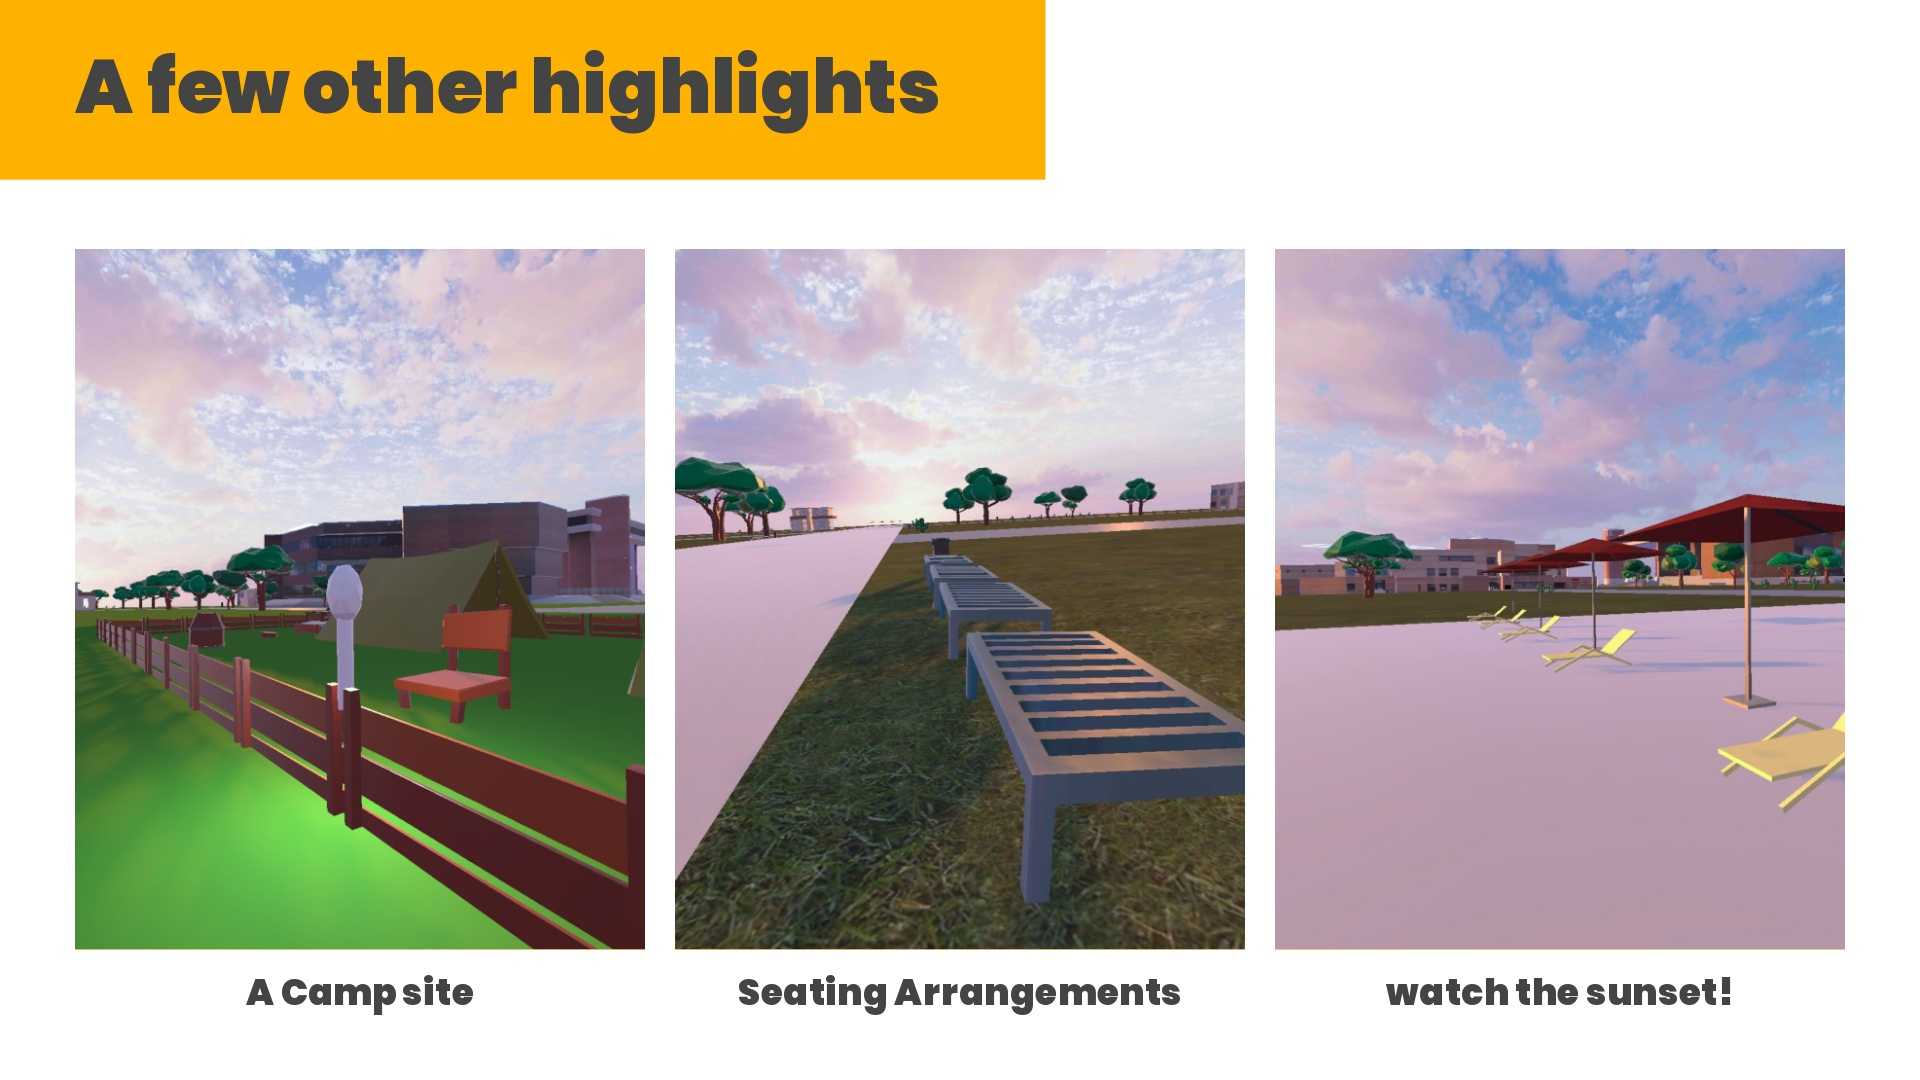 A few other highlights
A Camp site
Seating Arrangements
watch the sunset!